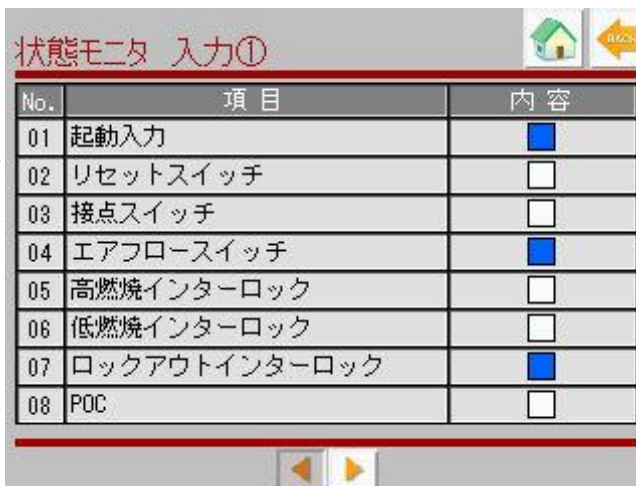 状態モニタ 入力①
BACK
No. 項目 内容
01 起動入力
02 リセットスイッチ
03 接点スイッチ
04 エアフロースイッチ
05 高燃焼インターロック
06 低燃焼インターロック
07 ロックアウトインターロック
08 POC